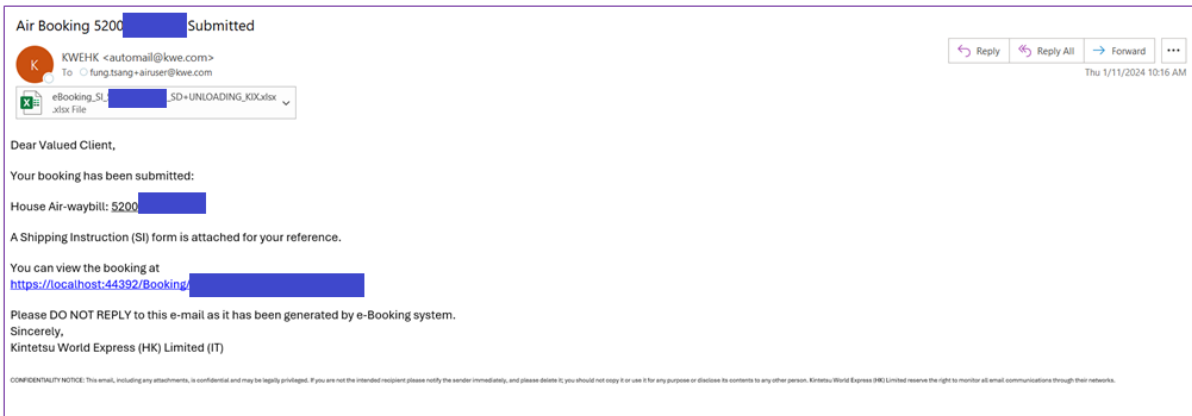 Air Booking 5200 Submitted
K
KWEHK <automail@kwe.com>
To fung.tsang+airuser@kwe.com
Reply
Reply All
Forward
Thu 1/11/2024 10:16 AM
eBooking_SI_ _SD+UNLOADING_KIX.xlsx
.xlsx File
Dear Valued Client,
Your booking has been submitted:
House Air-waybill: 5200
A Shipping Instruction (SI) form is attached for your reference.
You can view the booking at
https://localhost:44392/Booking/
Please DO NOT REPLY to this e-mail as it has been generated by e-Booking system.
Sincerely,
Kintetsu World Express (HK) Limited (IT)
CONFIDENTIALITY NOTICE: This email, including any attachments, is confidential and may be legally privileged. If you are not the intended recipient please notify the sender immediately, and please delete it; you should not copy it or use it for any purpose or disclose its contents to any other person. Kintetsu World Express (HK) Limited reserve the right to monitor all email communications through their networks.